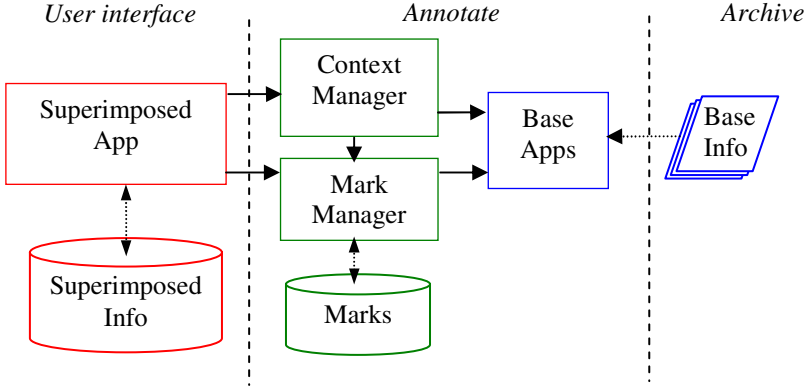 User interface
Annotate
Archive
Superimposed
App
Context
Manager
Base
Apps
Base
Info
Mark
Manager
Superimposed
Info
Marks